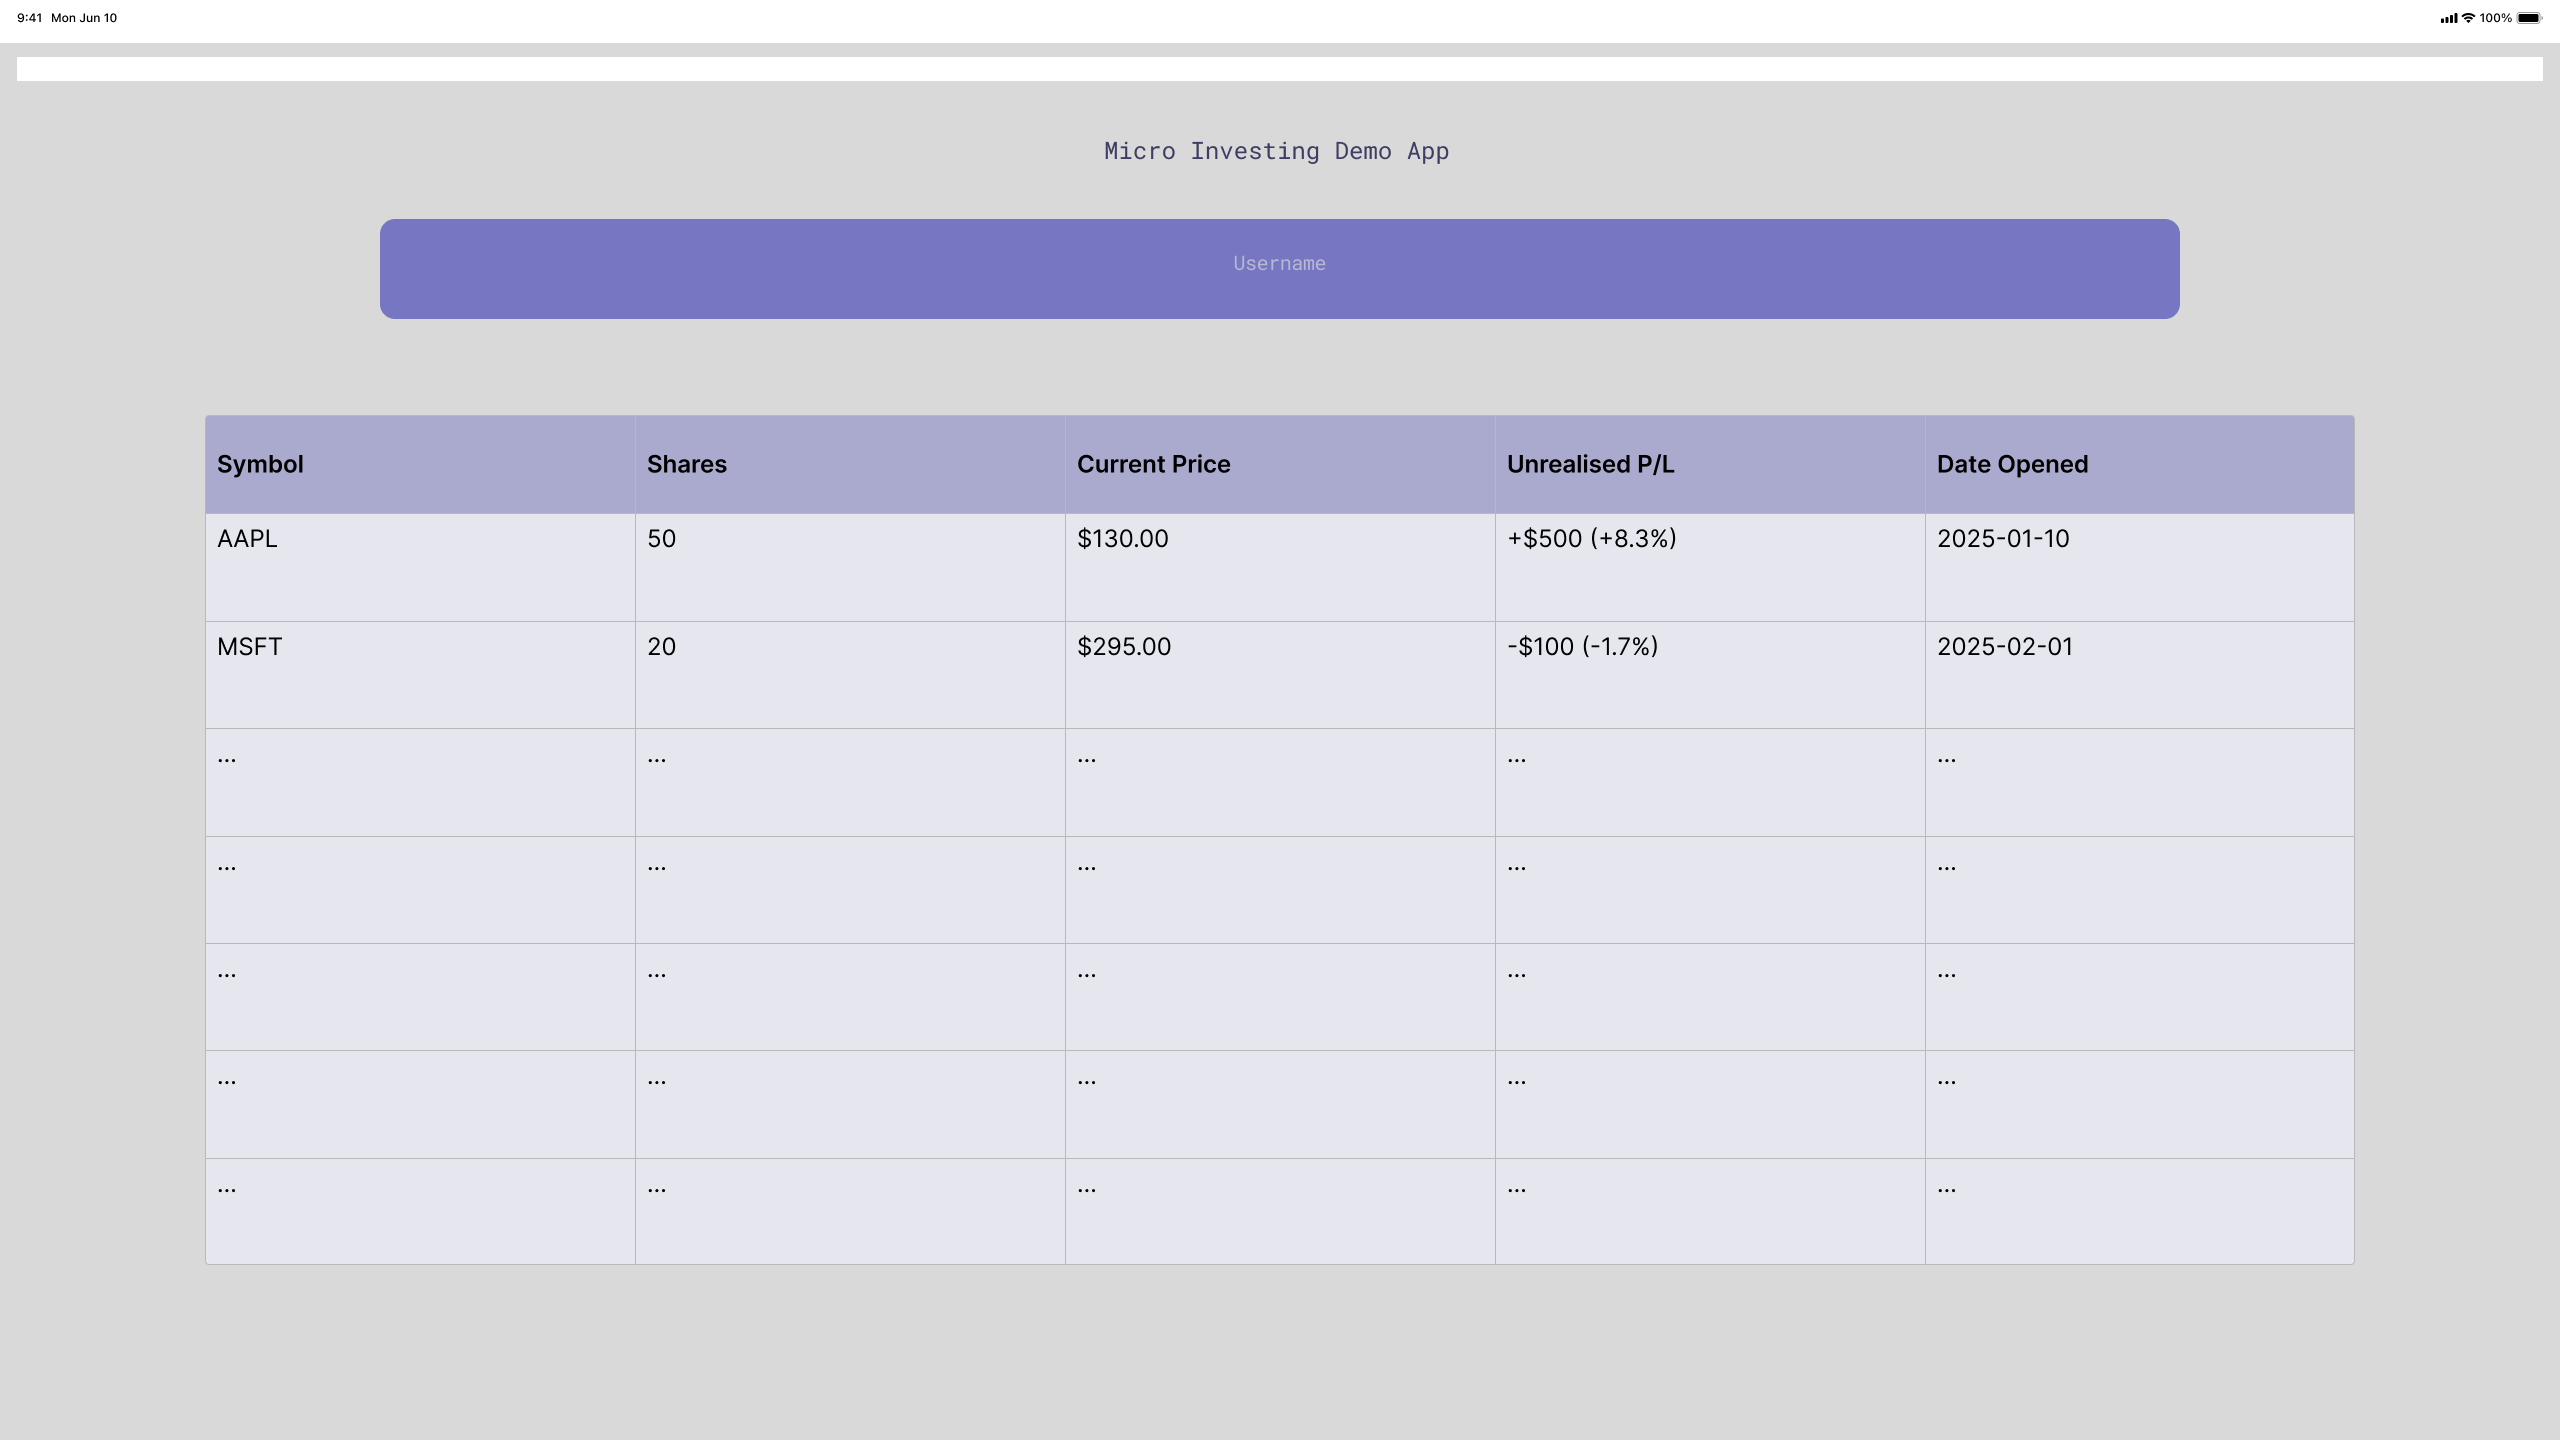 9:41 Mon Jun 10 100%
Micro Investing Demo App
Username
Symbol Shares Current Price Unrealised P/L Date Opened
AAPL 50 $130.00 +$500 (+8.3%) 2025-01-10
MSFT 20 $295.00 -$100 (-1.7%) 2025-02-01
... ... ... ... ...
... ... ... ... ...
... ... ... ... ...
... ... ... ... ...
... ... ... ... ...